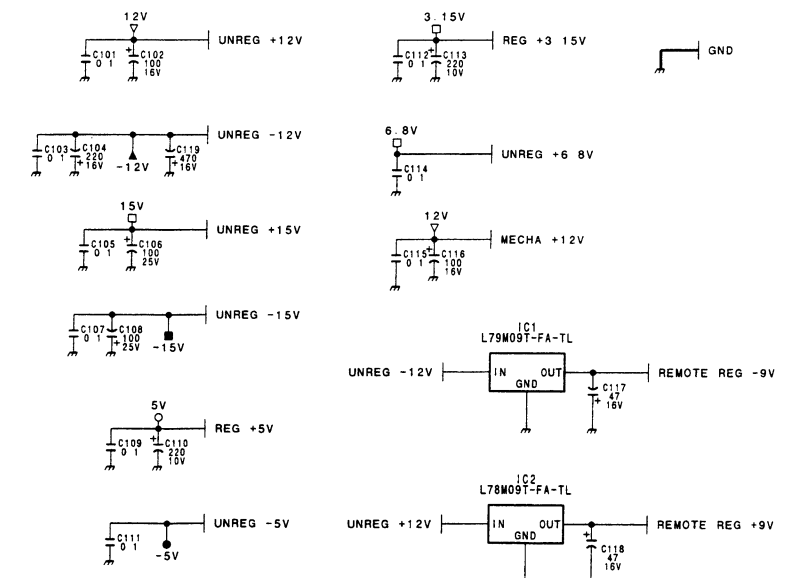 12V
UNREG +12V
C101
0 1
+ C102
100
16V
UNREG -12V
C103
0 1
C104
220
+ 16V
-12V
C119
470
+ 16V
15V
UNREG +15V
C105
0 1
+ C106
100
25V
UNREG -15V
C107
0 1
C108
100
+ 25V
-15V
5V
REG +5V
C109
0 1
+ C110
220
10V
UNREG -5V
C111
0 1
-5V
3.15V
REG +3 15V
C112
0 1
+ C113
220
10V
GND
6.8V
UNREG +6 8V
C114
0 1
12V
MECHA +12V
C115
0 1
+ C116
100
16V
IC1
L79M09T-FA-TL
UNREG -12V
IN OUT
GND
REMOTE REG -9V
C117
47
+ 16V
IC2
L78M09T-FA-TL
UNREG +12V
IN OUT
GND
REMOTE REG +9V
+ C118
47
16V